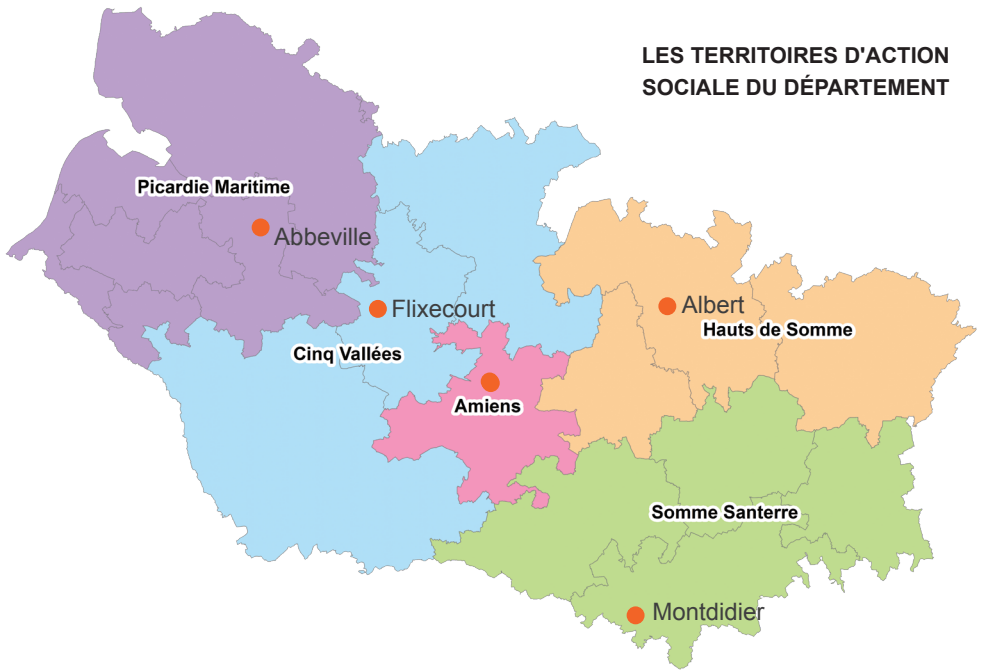 LES TERRITOIRES D'ACTION
SOCIALE DU DÉPARTEMENT
Picardie Maritime
Abbeville
Flixecourt
Albert
Hauts de Somme
Cinq Vallées
Amiens
Somme Santerre
Montdidier